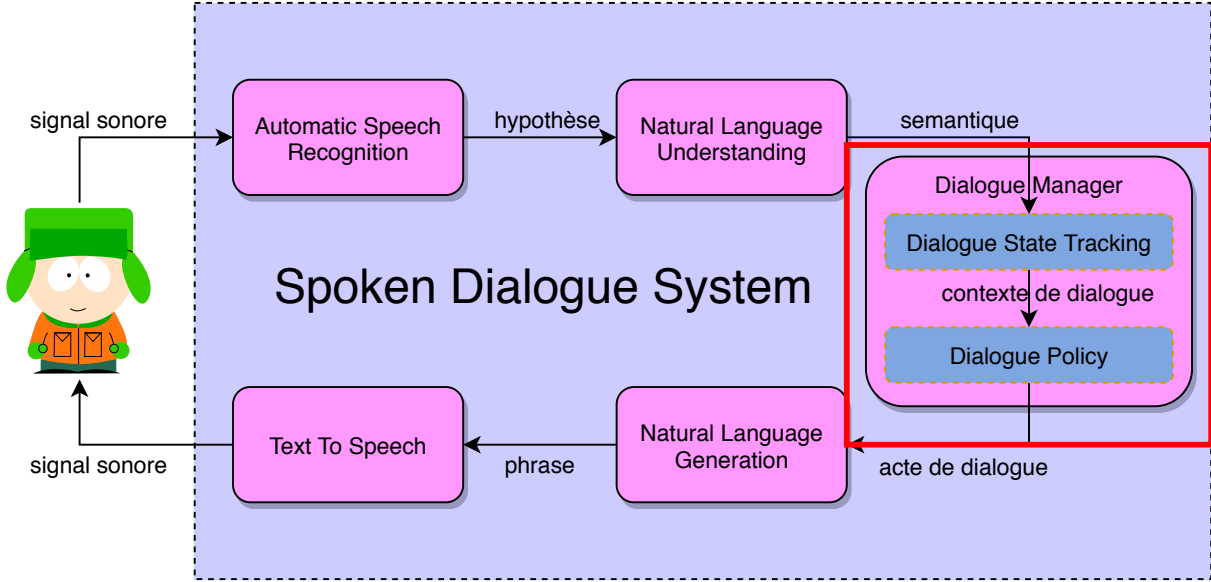 signal sonore
Automatic Speech
Recognition
hypothèse
Natural Language
Understanding
semantique
Dialogue Manager
Dialogue State Tracking
contexte de dialogue
Dialogue Policy
Spoken Dialogue System
acte de dialogue
Natural Language
Generation
phrase
Text To Speech
signal sonore